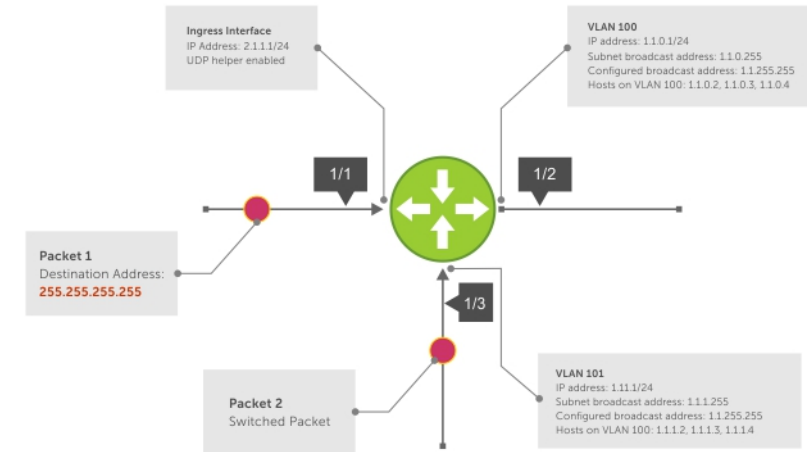 Ingress Interface
IP Address: 2.1.1.1/24
UDP helper enabled
VLAN 100
IP address: 1.1.0.1/24
Subnet broadcast address: 1.1.0.255
Configured broadcast address: 1.1.255.255
Hosts on VLAN 100: 1.1.0.2, 1.1.0.3, 1.1.0.4
1/1
1/2
Packet 1
Destination Address:
255.255.255.255
1/3
Packet 2
Switched Packet
VLAN 101
IP address: 1.11.1/24
Subnet broadcast address: 1.1.1.255
Configured broadcast address: 1.1.255.255
Hosts on VLAN 100: 1.1.1.2, 1.1.1.3, 1.1.1.4